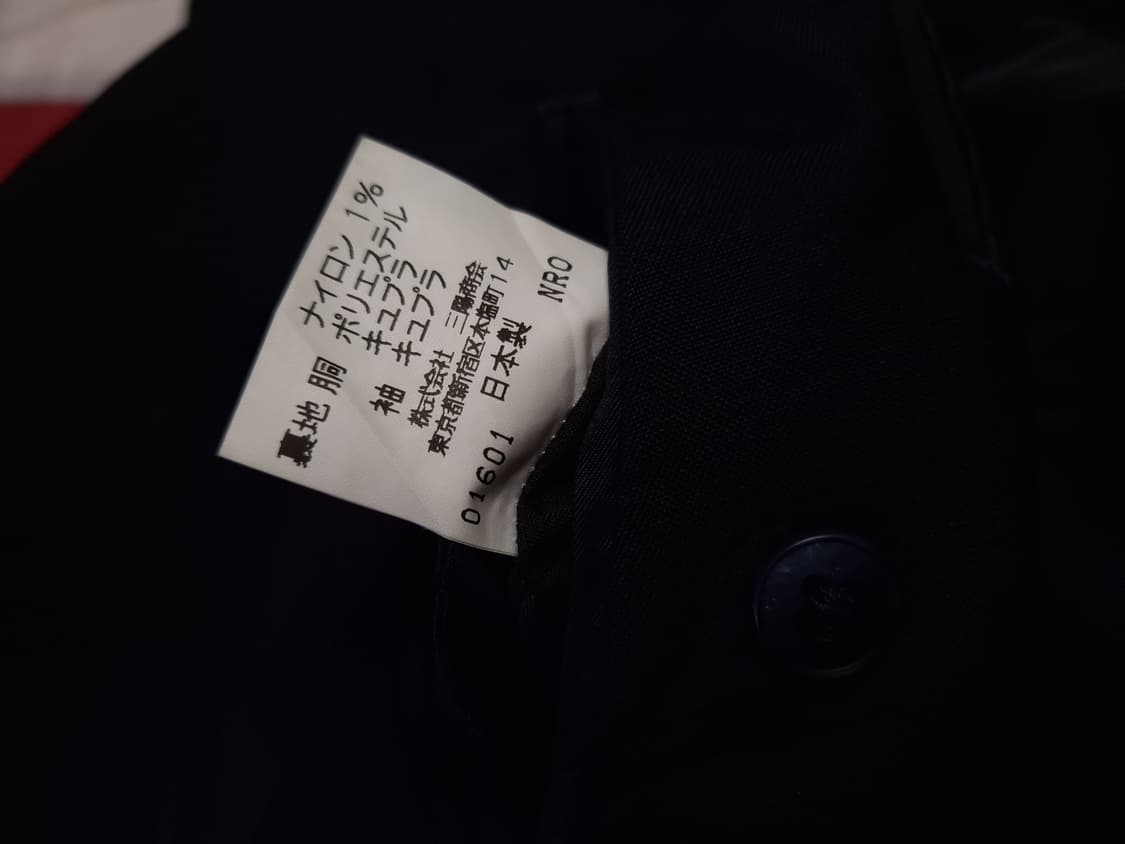 ナイロン 1%
裏地 胴 ポリエステル
キュプラ
袖 キュプラ
株式会社 三陽商会
東京都新宿区本塩町14
01601 日本製 NRO